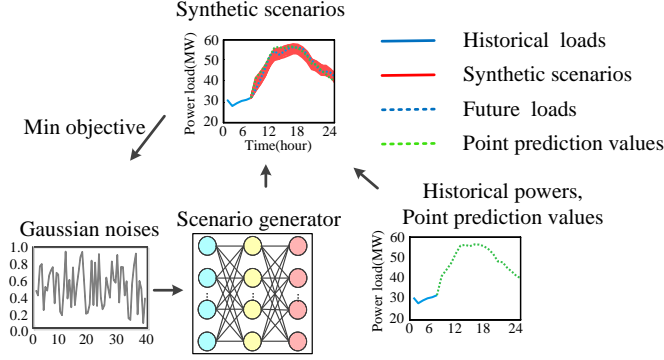 Synthetic scenarios
Power load(MW)
60
50
40
30
20
0 6 12 18 24
Time(hour)
Historical loads
Synthetic scenarios
Future loads
Point prediction values
Min objective
Historical powers,
Point prediction values
Gaussian noises
1.0
0.8
0.6
0.4
0.2
0.0
0 10 20 30 40
Scenario generator
Power load(MW)
60
50
40
30
20
0 6 12 18 24